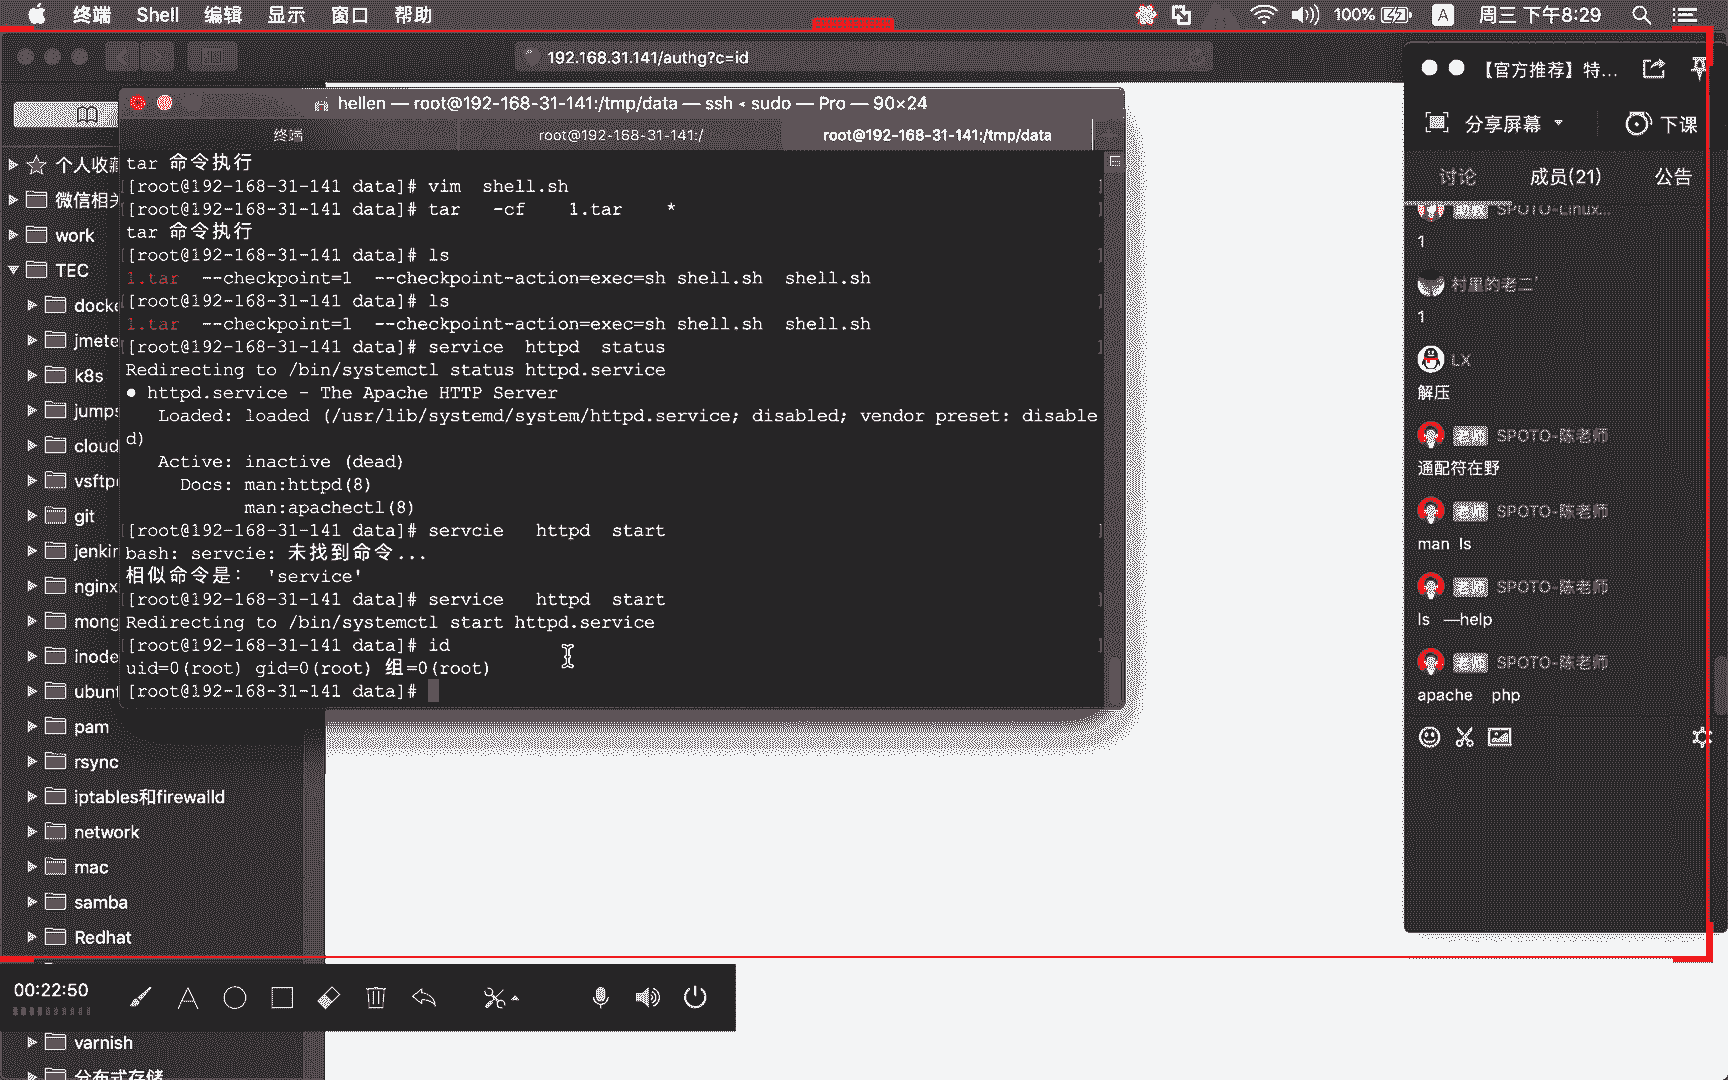 终端 Shell 编辑 显示 窗口 帮助
100%
A
周三 下午8:29
192.168.31.141/authg?c=id
hellen — root@192-168-31-141:/tmp/data — ssh ◂ sudo — Pro — 90×24
终端
root@192-168-31-141:/
root@192-168-31-141:/tmp/data
tar 命令执行
[root@192-168-31-141 data]# vim  shell.sh
[root@192-168-31-141 data]# tar   -cf    1.tar    *
tar 命令执行
[root@192-168-31-141 data]# ls
1.tar  --checkpoint=1  --checkpoint-action=exec=sh shell.sh  shell.sh
[root@192-168-31-141 data]# ls
1.tar  --checkpoint=1  --checkpoint-action=exec=sh shell.sh  shell.sh
[root@192-168-31-141 data]# service  httpd  status
Redirecting to /bin/systemctl status httpd.service
● httpd.service - The Apache HTTP Server
   Loaded: loaded (/usr/lib/systemd/system/httpd.service; disabled; vendor preset: disable
d)
   Active: inactive (dead)
     Docs: man:httpd(8)
           man:apachectl(8)
[root@192-168-31-141 data]# servcie   httpd  start
bash: servcie: 未找到命令...
相似命令是： 'service'
[root@192-168-31-141 data]# service   httpd  start
Redirecting to /bin/systemctl start httpd.service
[root@192-168-31-141 data]# id
uid=0(root) gid=0(root) 组=0(root)
[root@192-168-31-141 data]#
个人收藏
微信相关
work
TEC
docke
jmete
k8s
jumps
cloud
vsftp
git
jenkin
nginx
mong
inode
ubunt
pam
rsync
iptables和firewalld
network
mac
samba
Redhat
varnish
分布式存储
00:22:50
【官方推荐】特...
分享屏幕
下课
讨论
成员(21)
公告
助教 SPOTO-Linux...
1
村里的老二
1
LX
解压
老师 SPOTO-陈老师
通配符在野
老师 SPOTO-陈老师
man  ls
老师 SPOTO-陈老师
ls   —help
老师 SPOTO-陈老师
apache    php